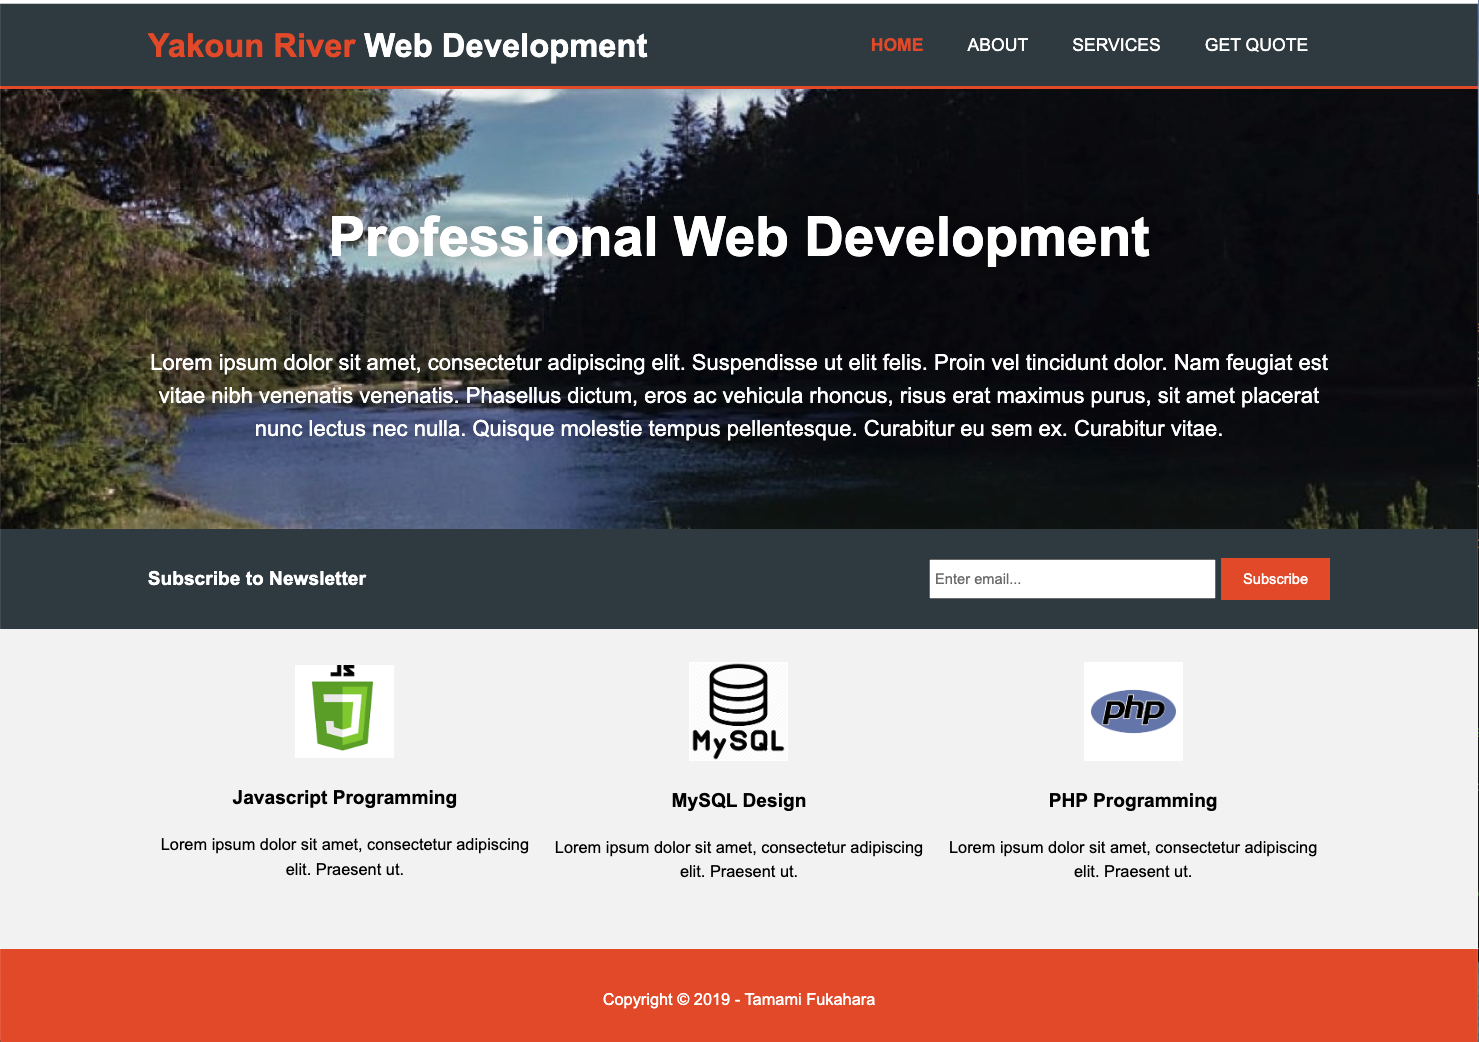 Yakoun River Web Development
HOME ABOUT SERVICES GET QUOTE
Professional Web Development
Lorem ipsum dolor sit amet, consectetur adipiscing elit. Suspendisse ut elit felis. Proin vel tincidunt dolor. Nam feugiat est
vitae nibh venenatis venenatis. Phasellus dictum, eros ac vehicula rhoncus, risus erat maximus purus, sit amet placerat
nunc lectus nec nulla. Quisque molestie tempus pellentesque. Curabitur eu sem ex. Curabitur vitae.
Subscribe to Newsletter
Enter email...
Subscribe
JS
J
Javascript Programming
Lorem ipsum dolor sit amet, consectetur adipiscing
elit. Praesent ut.
MySQL
MySQL Design
Lorem ipsum dolor sit amet, consectetur adipiscing
elit. Praesent ut.
php
PHP Programming
Lorem ipsum dolor sit amet, consectetur adipiscing
elit. Praesent ut.
Copyright © 2019 - Tamami Fukahara